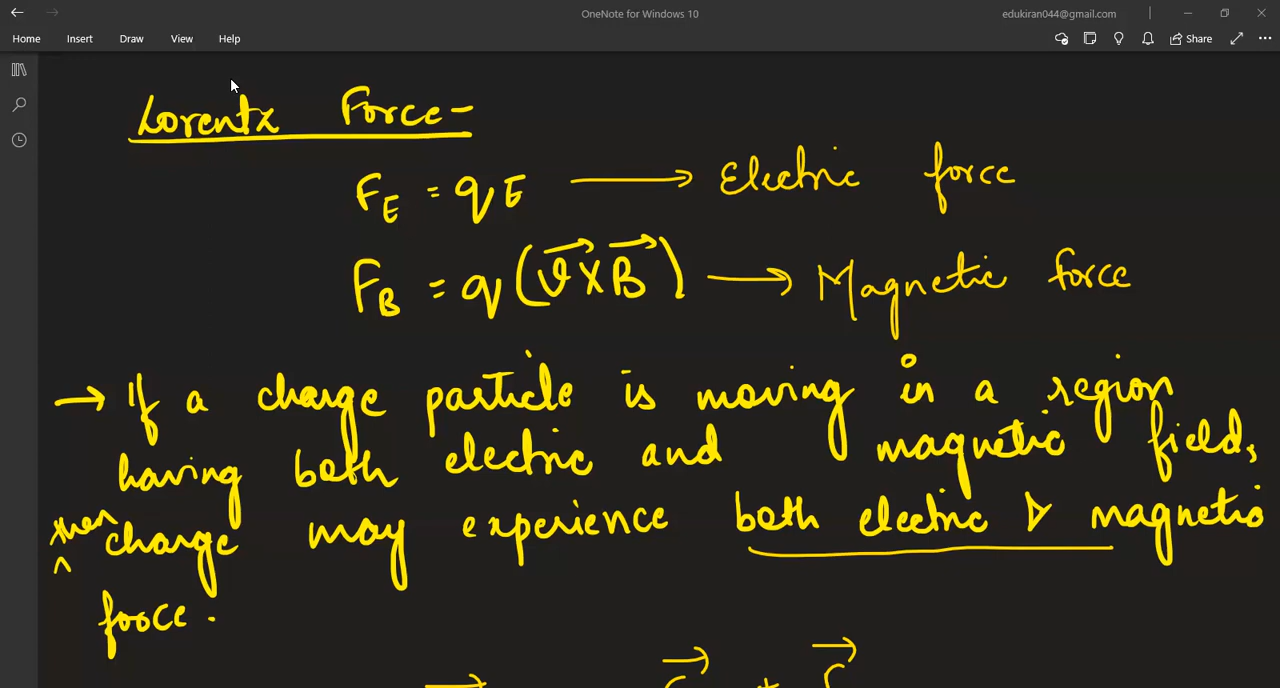 OneNote for Windows 10
edukiran044@gmail.com
Home Insert Draw View Help
Share
Lorentz Force-
F_E = qE → Electric force
F_B = q(v⃗ × B⃗) → Magnetic force
→ If a charge particle is moving in a region
having both electric and magnetic field,
then charge may experience both electric & magnetic
force.